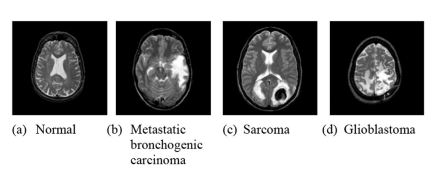 (a) Normal
(b) Metastatic
bronchogenic
carcinoma
(c) Sarcoma
(d) Glioblastoma